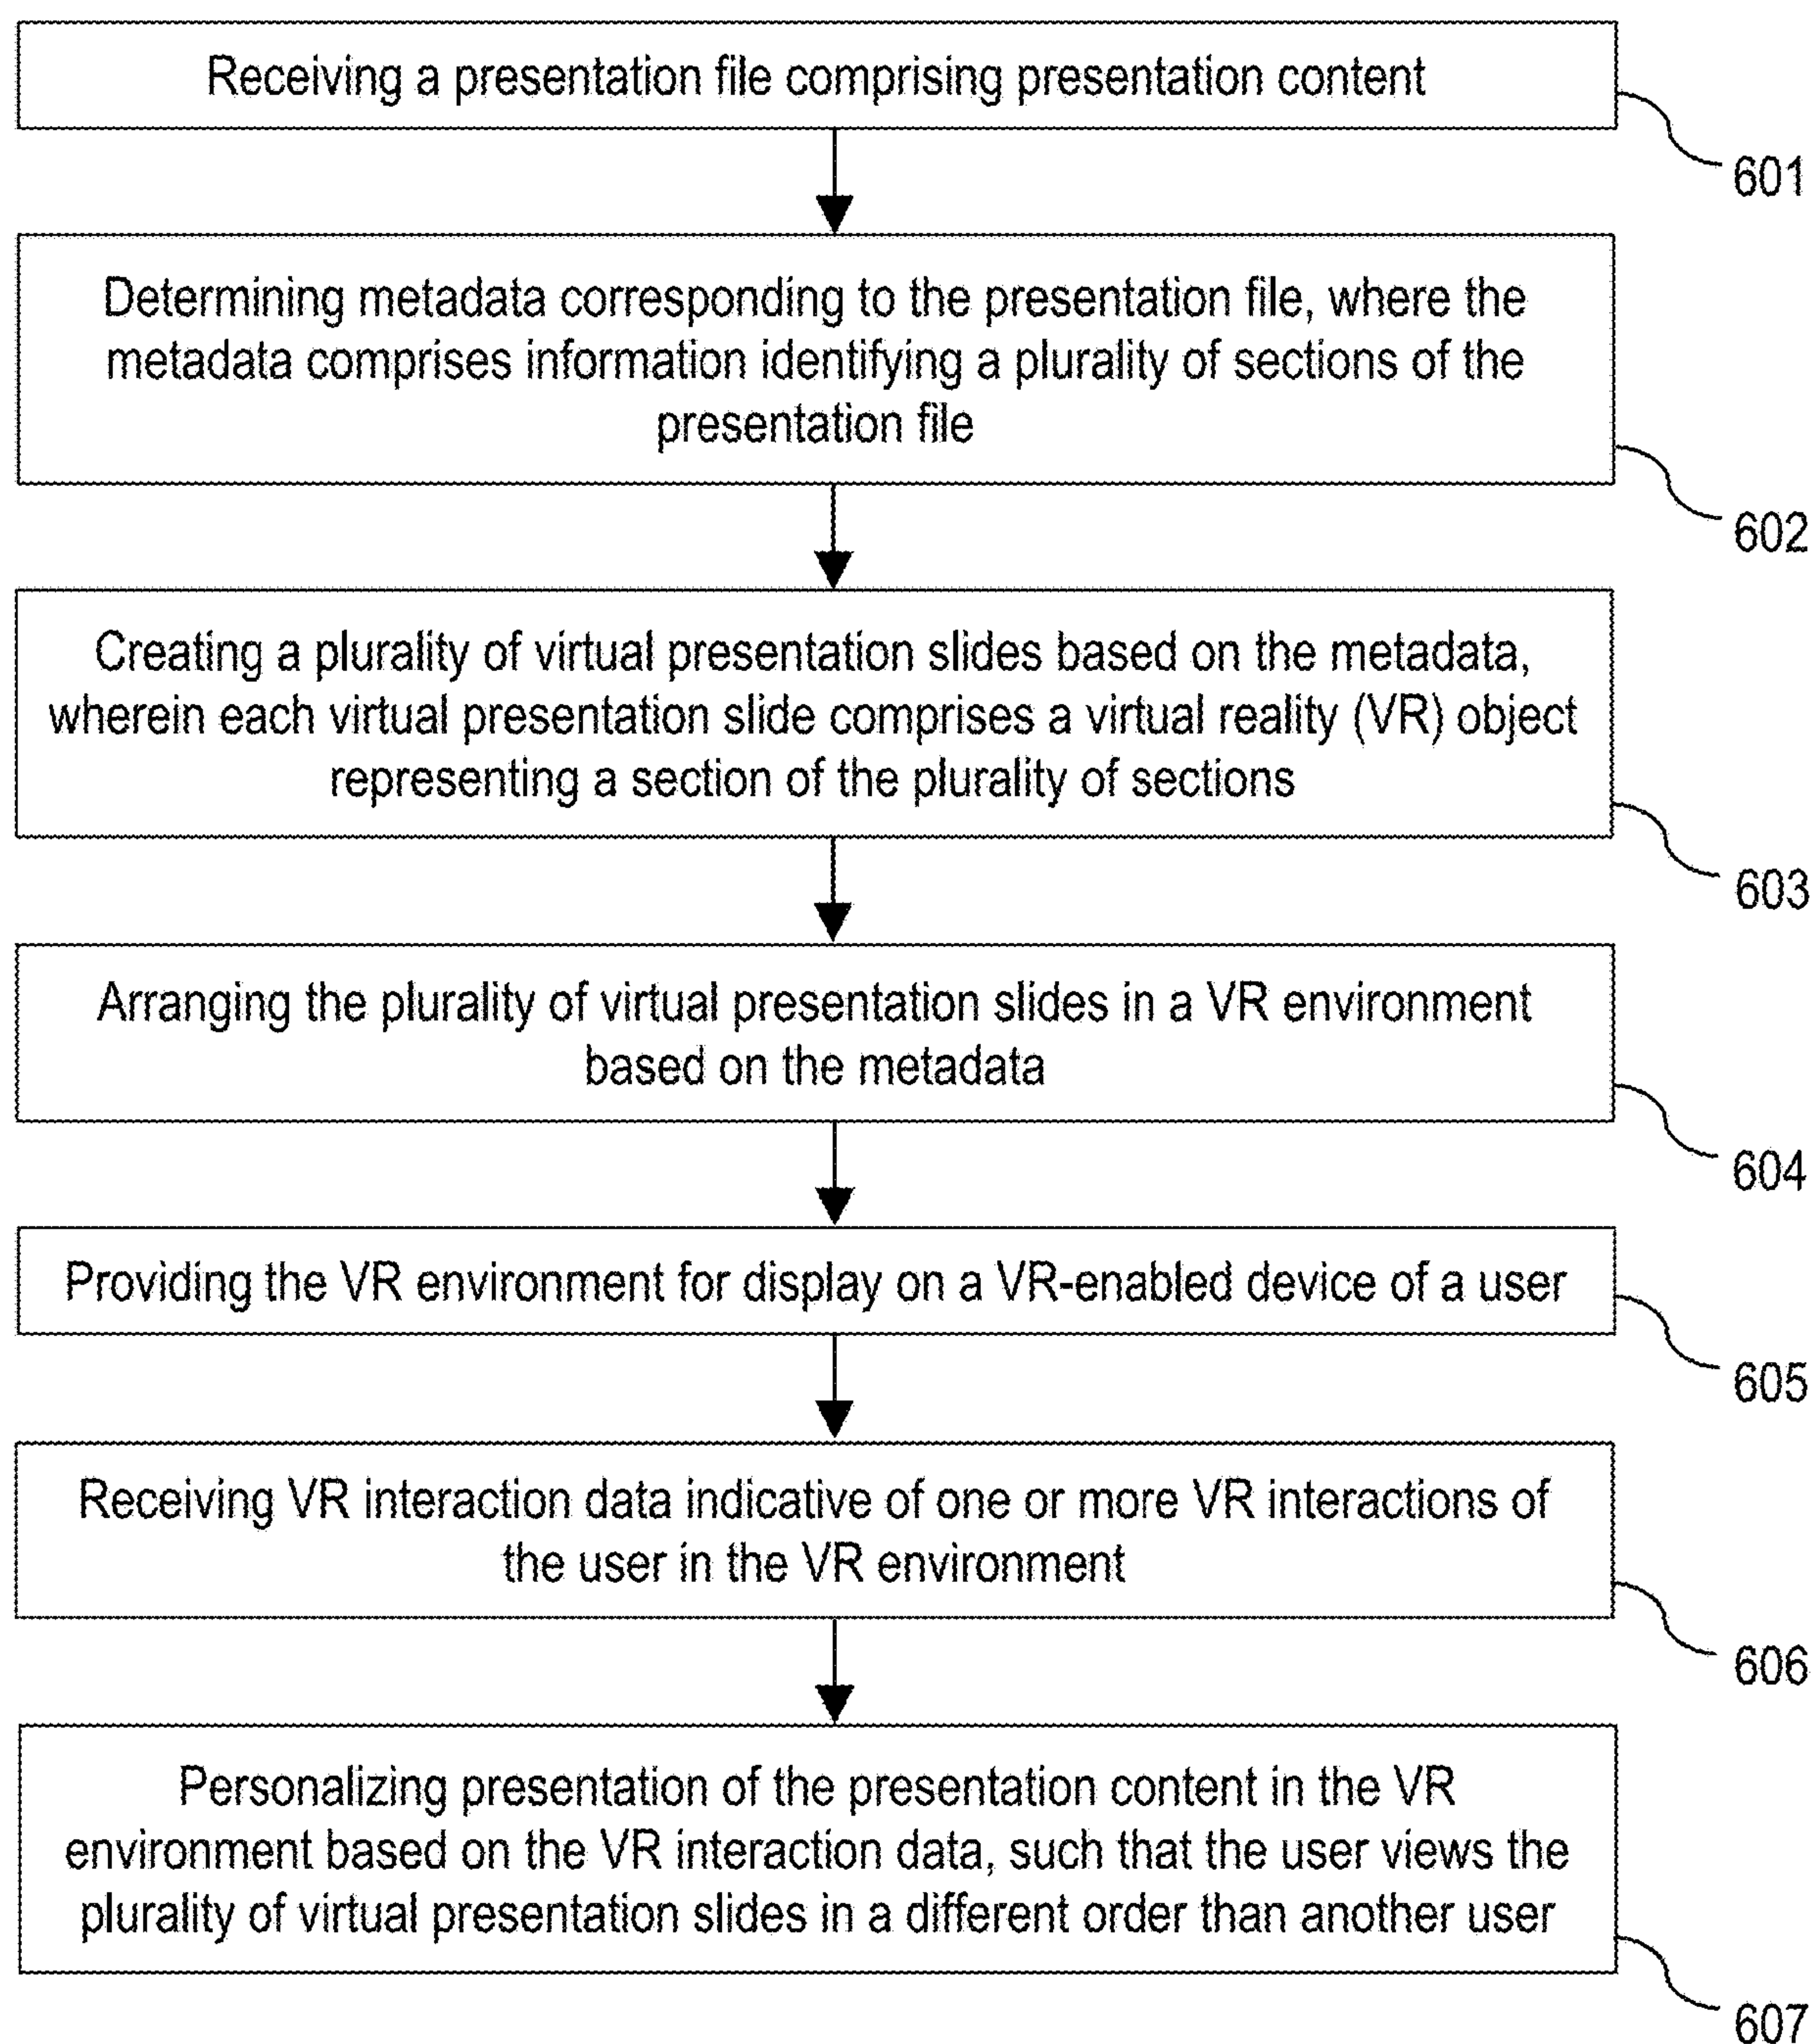 Receiving a presentation file comprising presentation content
601
Determining metadata corresponding to the presentation file, where the
metadata comprises information identifying a plurality of sections of the
presentation file
602
Creating a plurality of virtual presentation slides based on the metadata,
wherein each virtual presentation slide comprises a virtual reality (VR) object
representing a section of the plurality of sections
603
Arranging the plurality of virtual presentation slides in a VR environment
based on the metadata
604
Providing the VR environment for display on a VR-enabled device of a user
605
Receiving VR interaction data indicative of one or more VR interactions of
the user in the VR environment
606
Personalizing presentation of the presentation content in the VR
environment based on the VR interaction data, such that the user views the
plurality of virtual presentation slides in a different order than another user
607